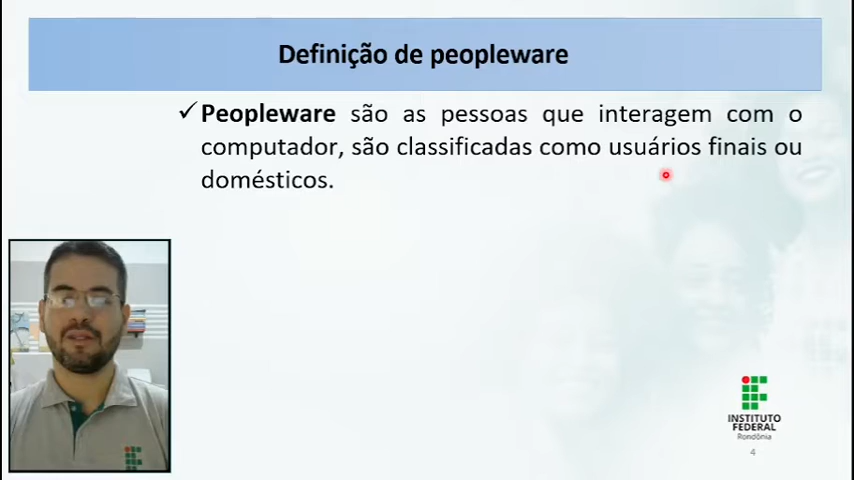 Definição de peopleware
✓Peopleware são as pessoas que interagem com o
computador, são classificadas como usuários finais ou
domésticos.
INSTITUTO
FEDERAL
Rondônia
4